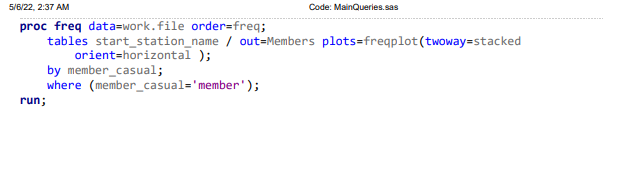 5/6/22, 2:37 AM Code: MainQueries.sas
proc freq data=work.file order=freq;
tables start_station_name / out=Members plots=freqplot(twoway=stacked
orient=horizontal );
by member_casual;
where (member_casual='member');
run;